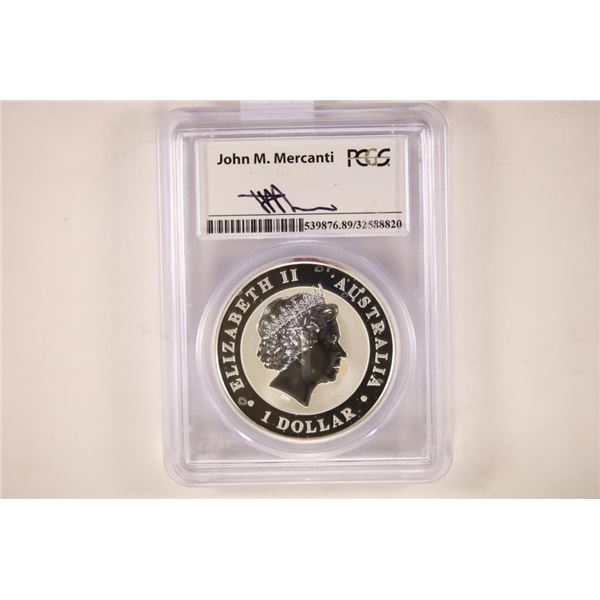 John M. Mercanti PCGS
539876.89/32588820
ELIZABETH II AUSTRALIA
1 DOLLAR